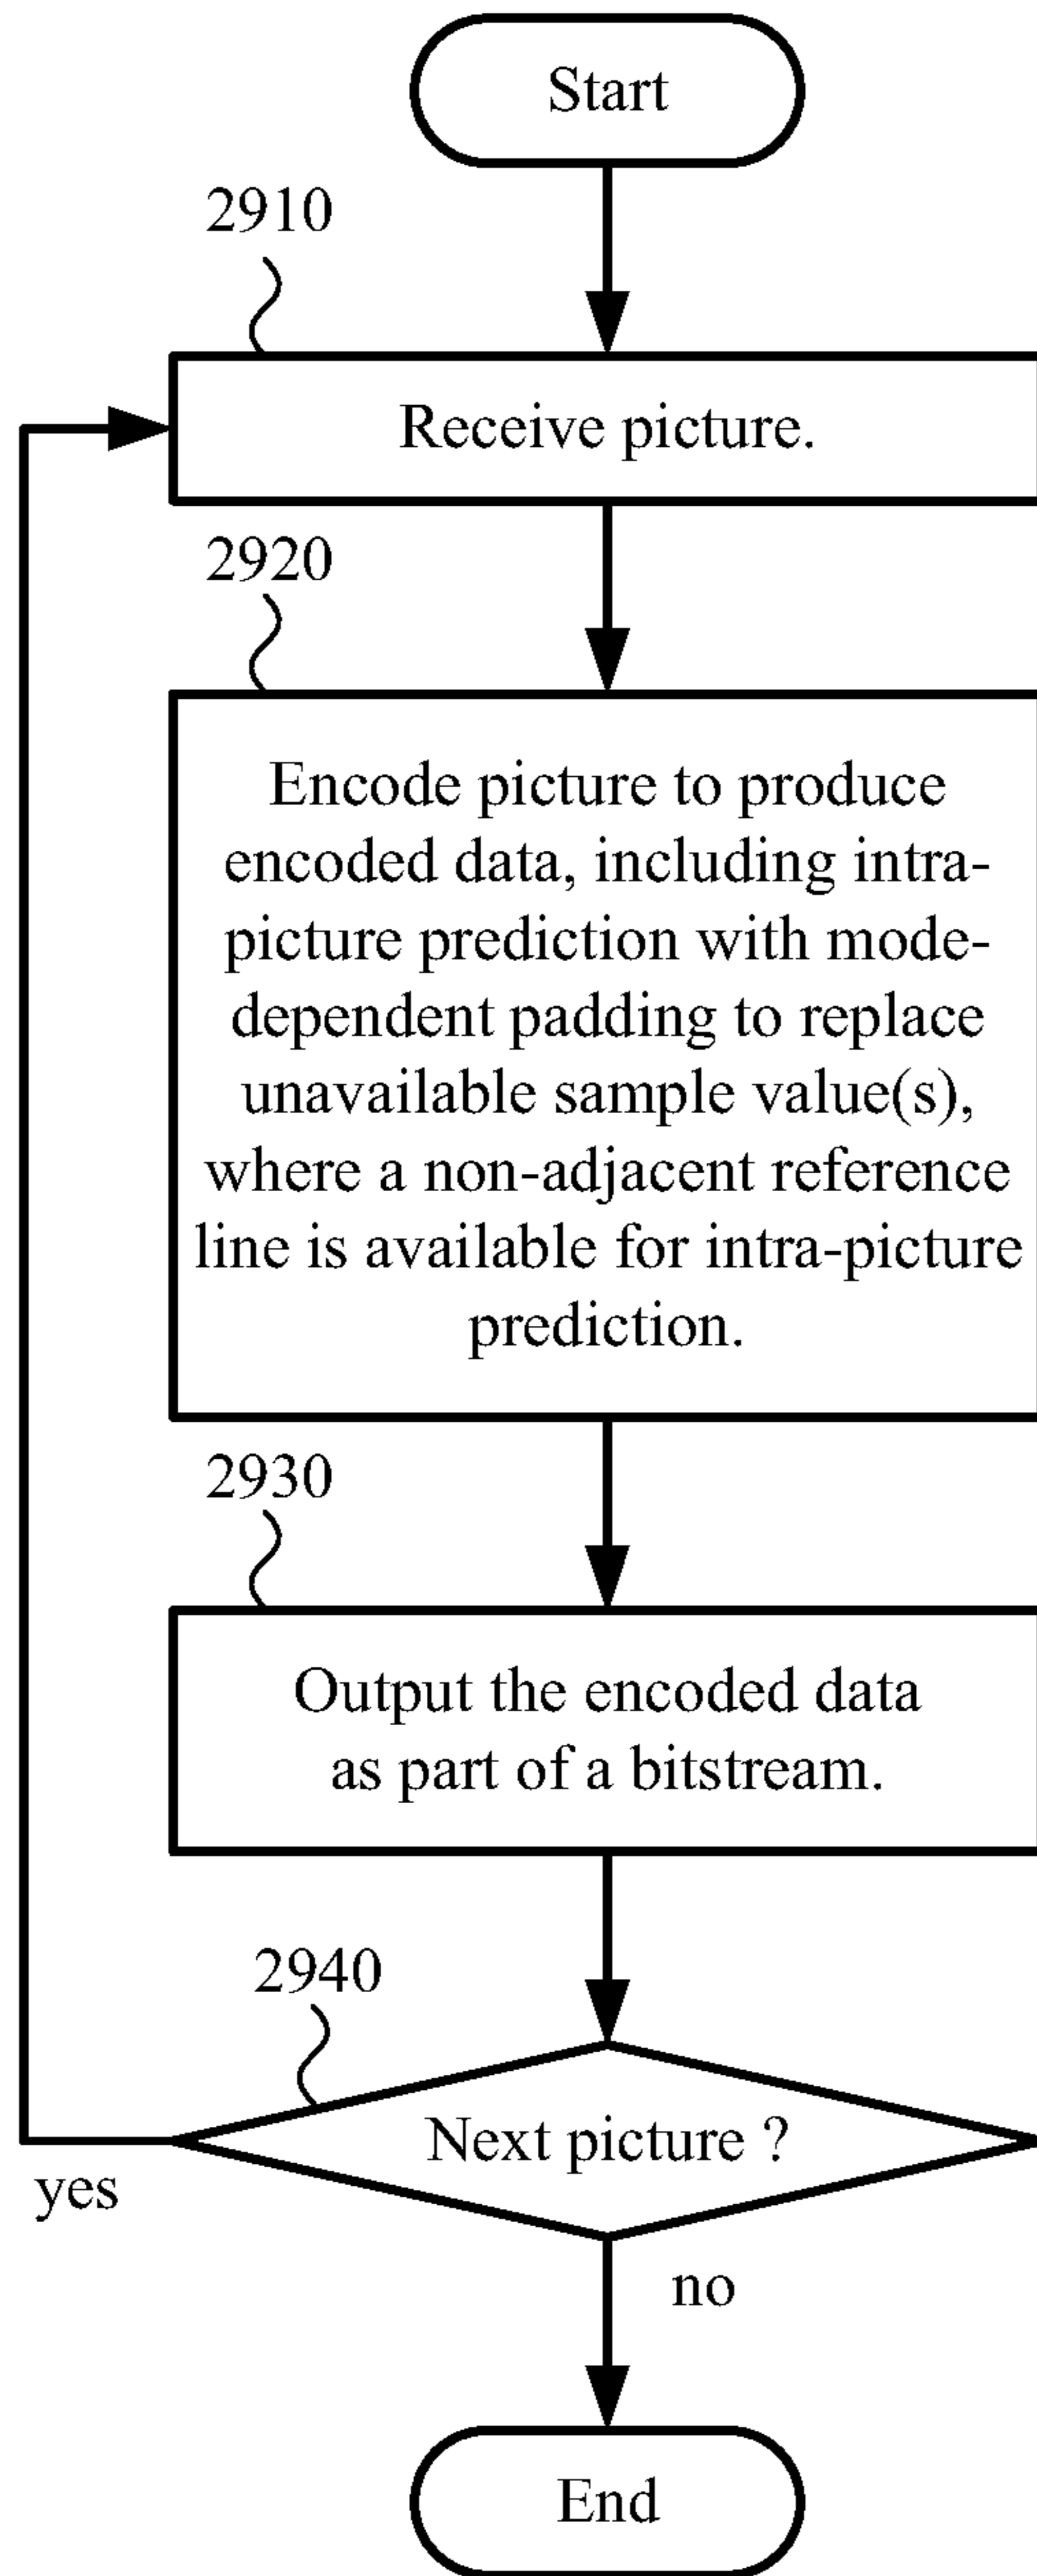 Start
2910
Receive picture.
2920
Encode picture to produce
encoded data, including intra-
picture prediction with mode-
dependent padding to replace
unavailable sample value(s),
where a non-adjacent reference
line is available for intra-picture
prediction.
2930
Output the encoded data
as part of a bitstream.
2940
Next picture ?
yes
no
End